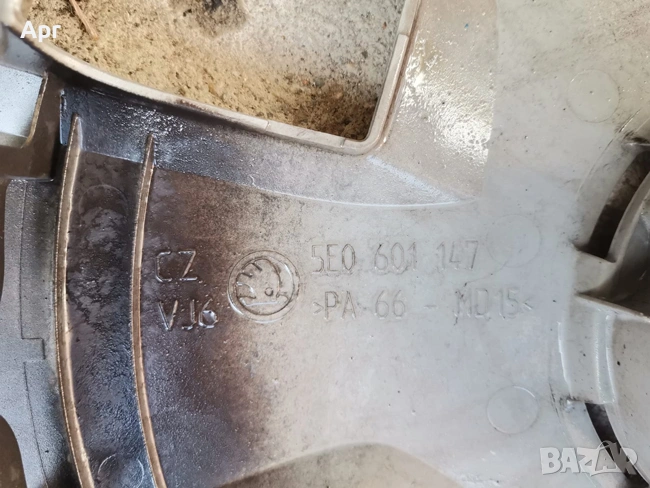 Apr
CZ 5E0 601 147
VJ6 >PA-66 - MD15<
BAZAR